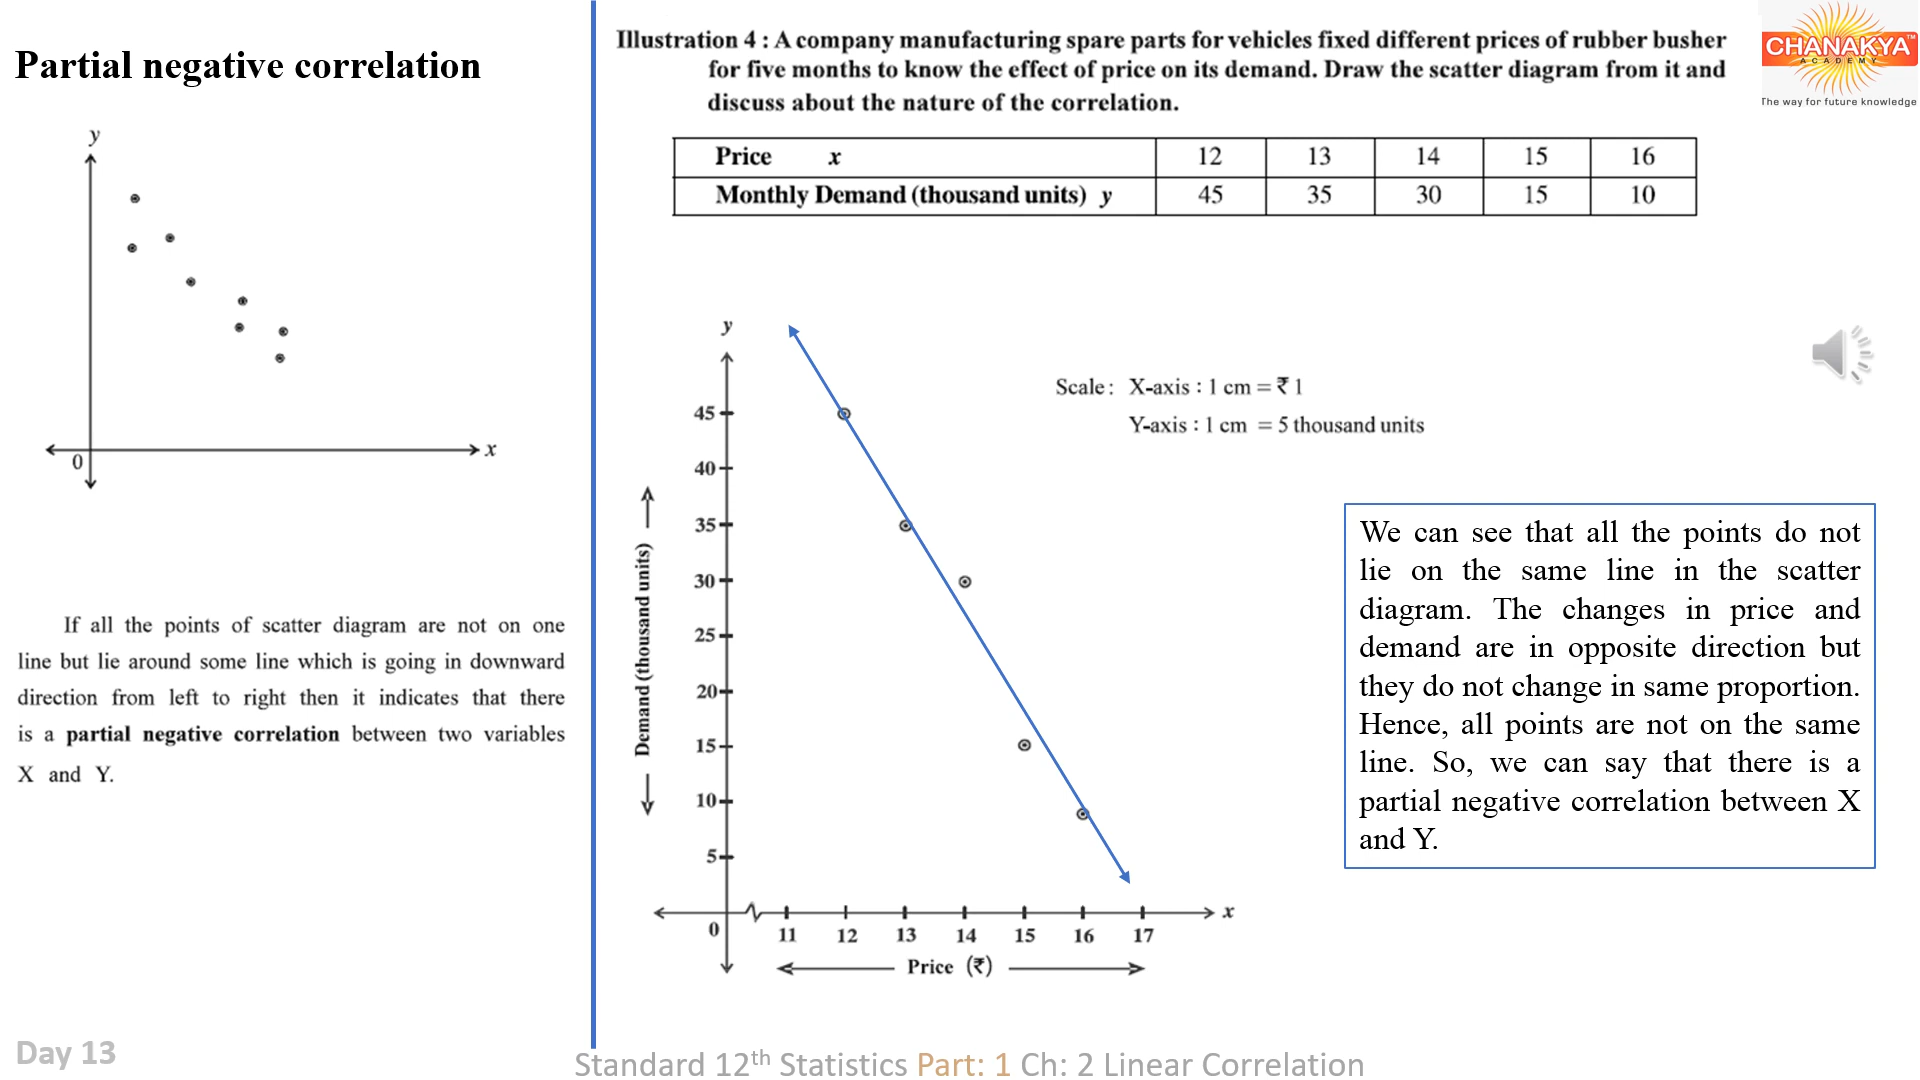 Partial negative correlation
y
0
x
If all the points of scatter diagram are not on one
line but lie around some line which is going in downward
direction from left to right then it indicates that there
is a partial negative correlation between two variables
X and Y.
Day 13
Illustration 4 : A company manufacturing spare parts for vehicles fixed different prices of rubber busher
for five months to know the effect of price on its demand. Draw the scatter diagram from it and
discuss about the nature of the correlation.
CHANAKYA™
ACADEMY
The way for future knowledge
Price x 12 13 14 15 16
Monthly Demand (thousand units) y 45 35 30 15 10
y
Scale : X-axis : 1 cm = ₹ 1
Y-axis : 1 cm = 5 thousand units
45
40
35
30
25
20
15
10
5
Demand (thousand units)
0 11 12 13 14 15 16 17
x
Price (₹)
We can see that all the points do not
lie on the same line in the scatter
diagram. The changes in price and
demand are in opposite direction but
they do not change in same proportion.
Hence, all points are not on the same
line. So, we can say that there is a
partial negative correlation between X
and Y.
Standard 12th Statistics Part: 1 Ch: 2 Linear Correlation